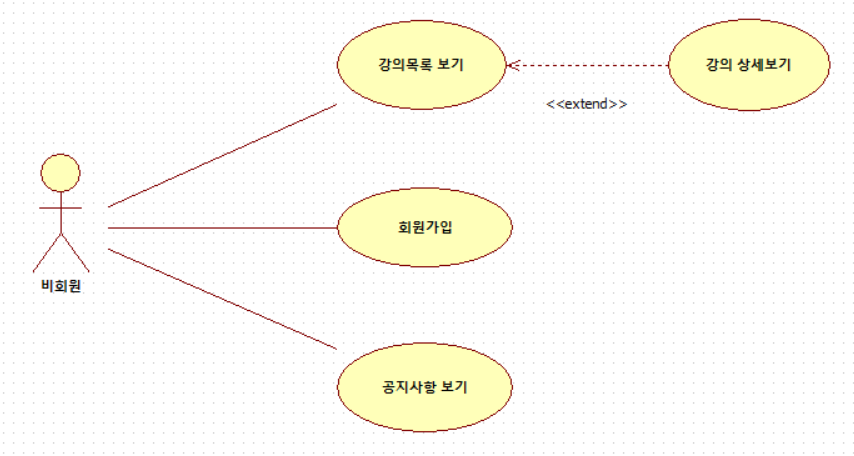 강의목록 보기
강의 상세보기
<<extend>>
회원가입
비회원
공지사항 보기